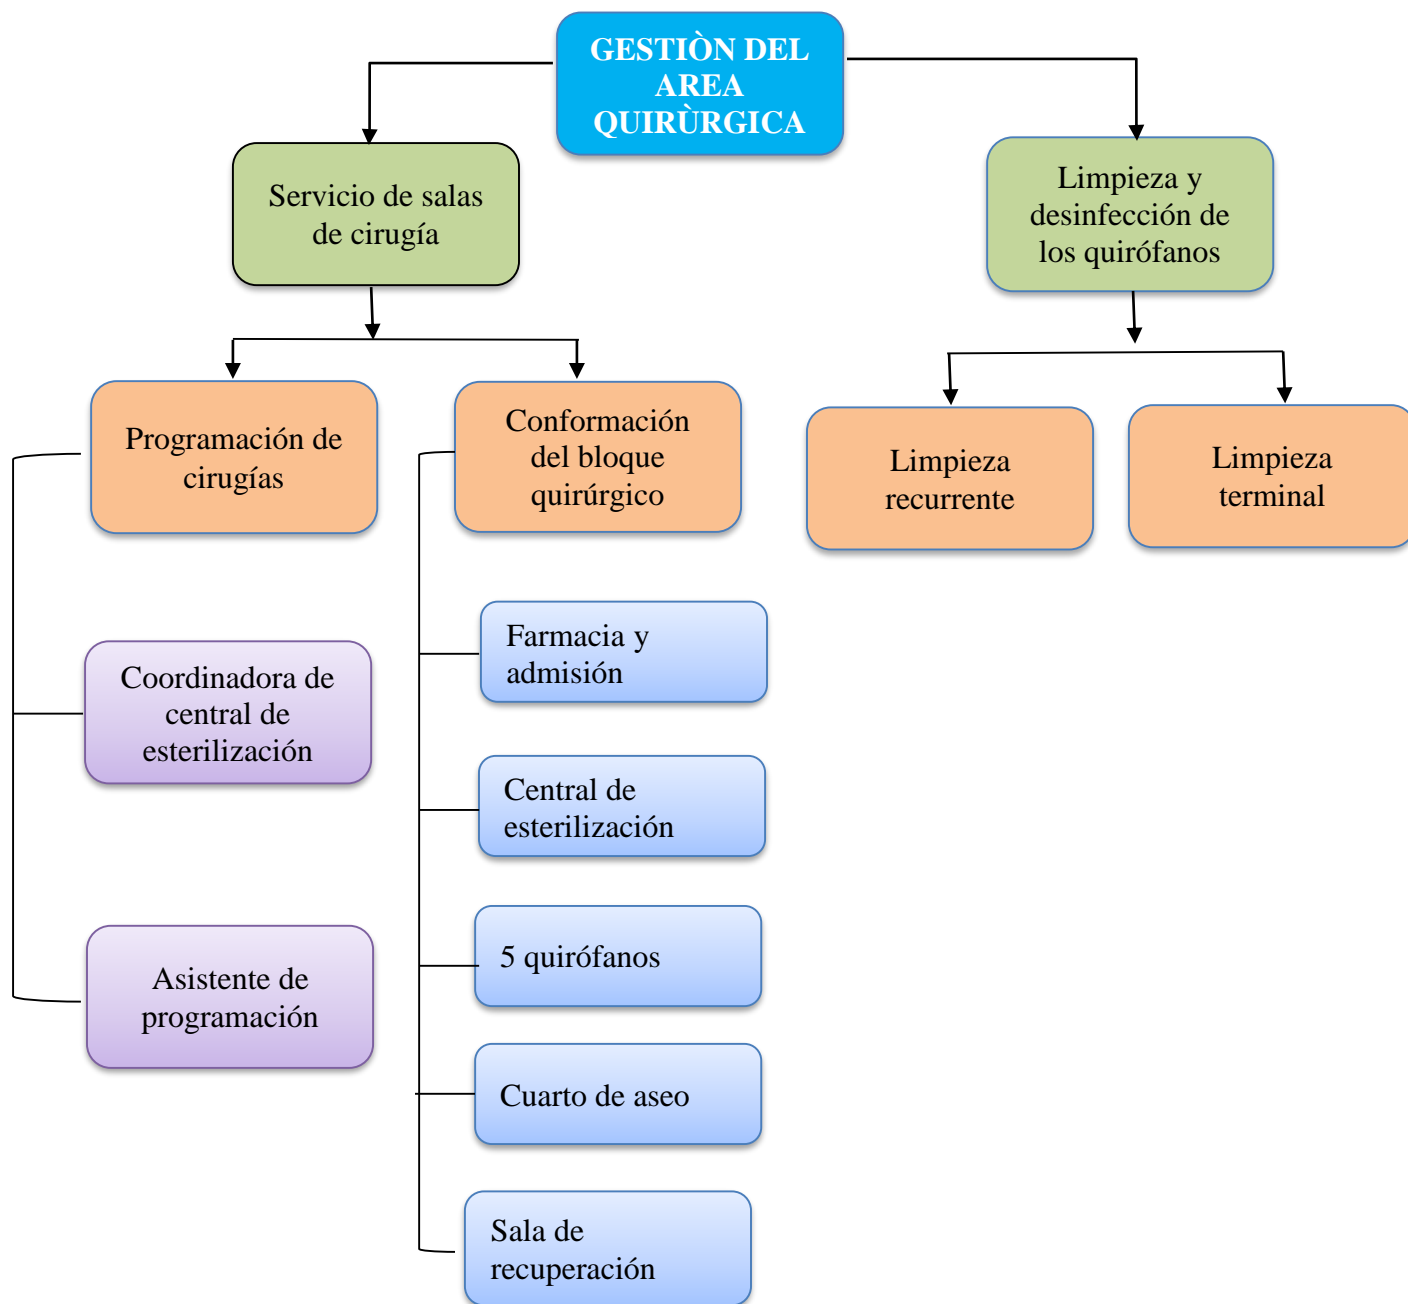 GESTIÒN DEL
AREA
QUIRÙRGICA
Servicio de salas
de cirugía
Limpieza y
desinfección de
los quirófanos
Programación de
cirugías
Conformación
del bloque
quirúrgico
Limpieza
recurrente
Limpieza
terminal
Coordinadora de
central de
esterilización
Asistente de
programación
Farmacia y
admisión
Central de
esterilización
5 quirófanos
Cuarto de aseo
Sala de
recuperación